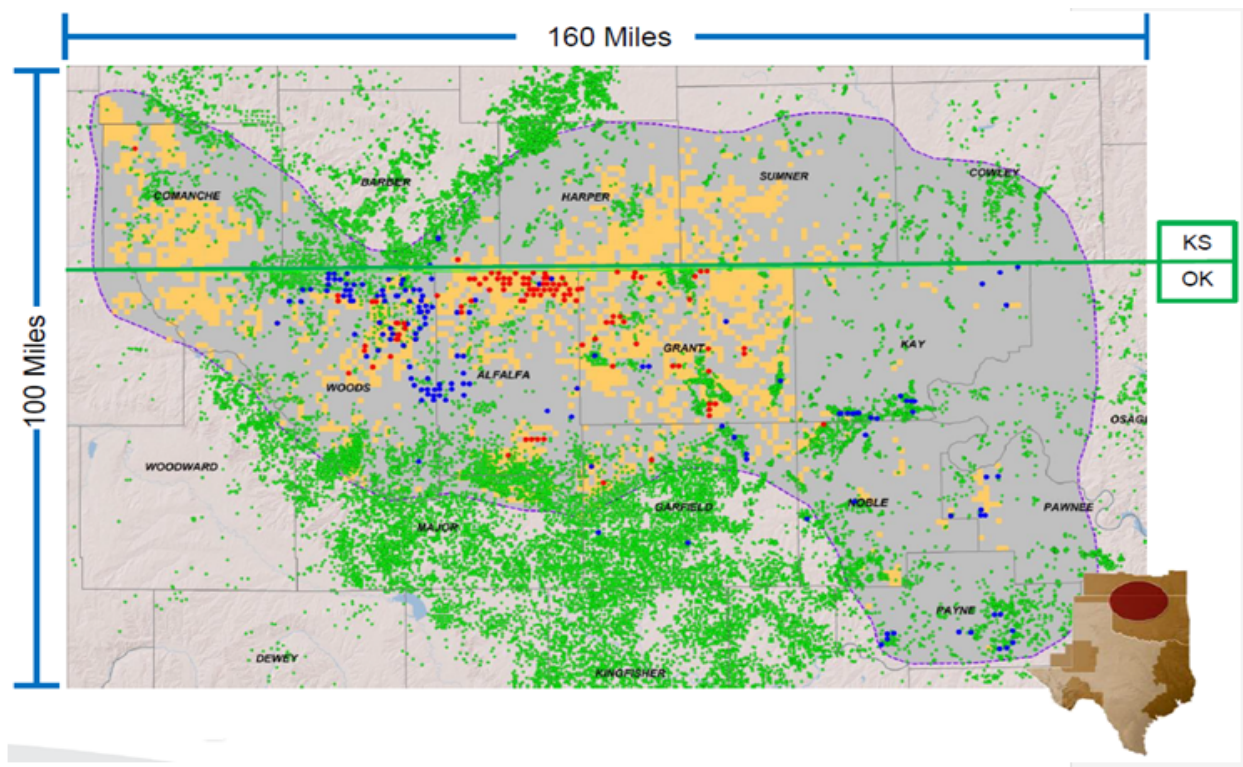 160 Miles
100 Miles
BARBER
COMANCHE
HARPER
SUMNER
COWLEY
KS
OK
WOODS
ALFALFA
GRANT
KAY
OSAG
WOODWARD
MAJOR
GARFIELD
NOBLE
PAWNEE
PAYNE
DEWEY
KINGFISHER